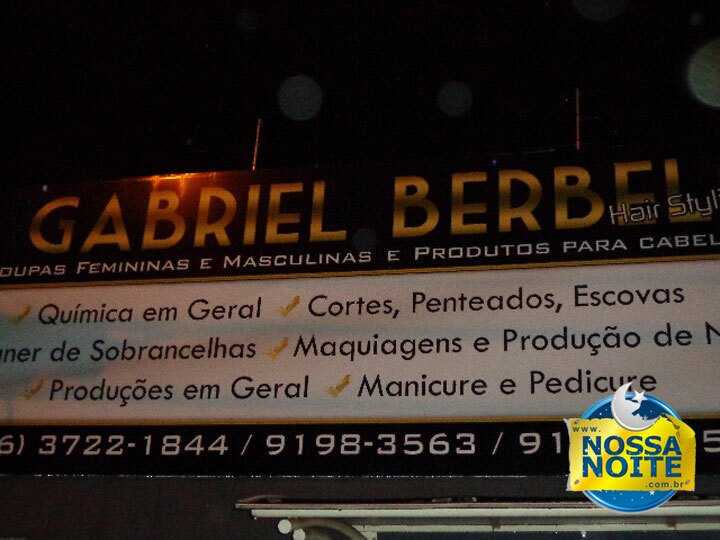 GABRIEL BERBEL
Hair Styl
OUPAS FEMININAS E MASCULINAS E PRODUTOS PARA CABEL
Química em Geral Cortes, Penteados, Escovas
ner de Sobrancelhas Maquiagens e Produção de N
Produções em Geral Manicure e Pedicure
6) 3722-1844 / 9198-3563 / 91
www.
NOSSA
NOITE
.com.br